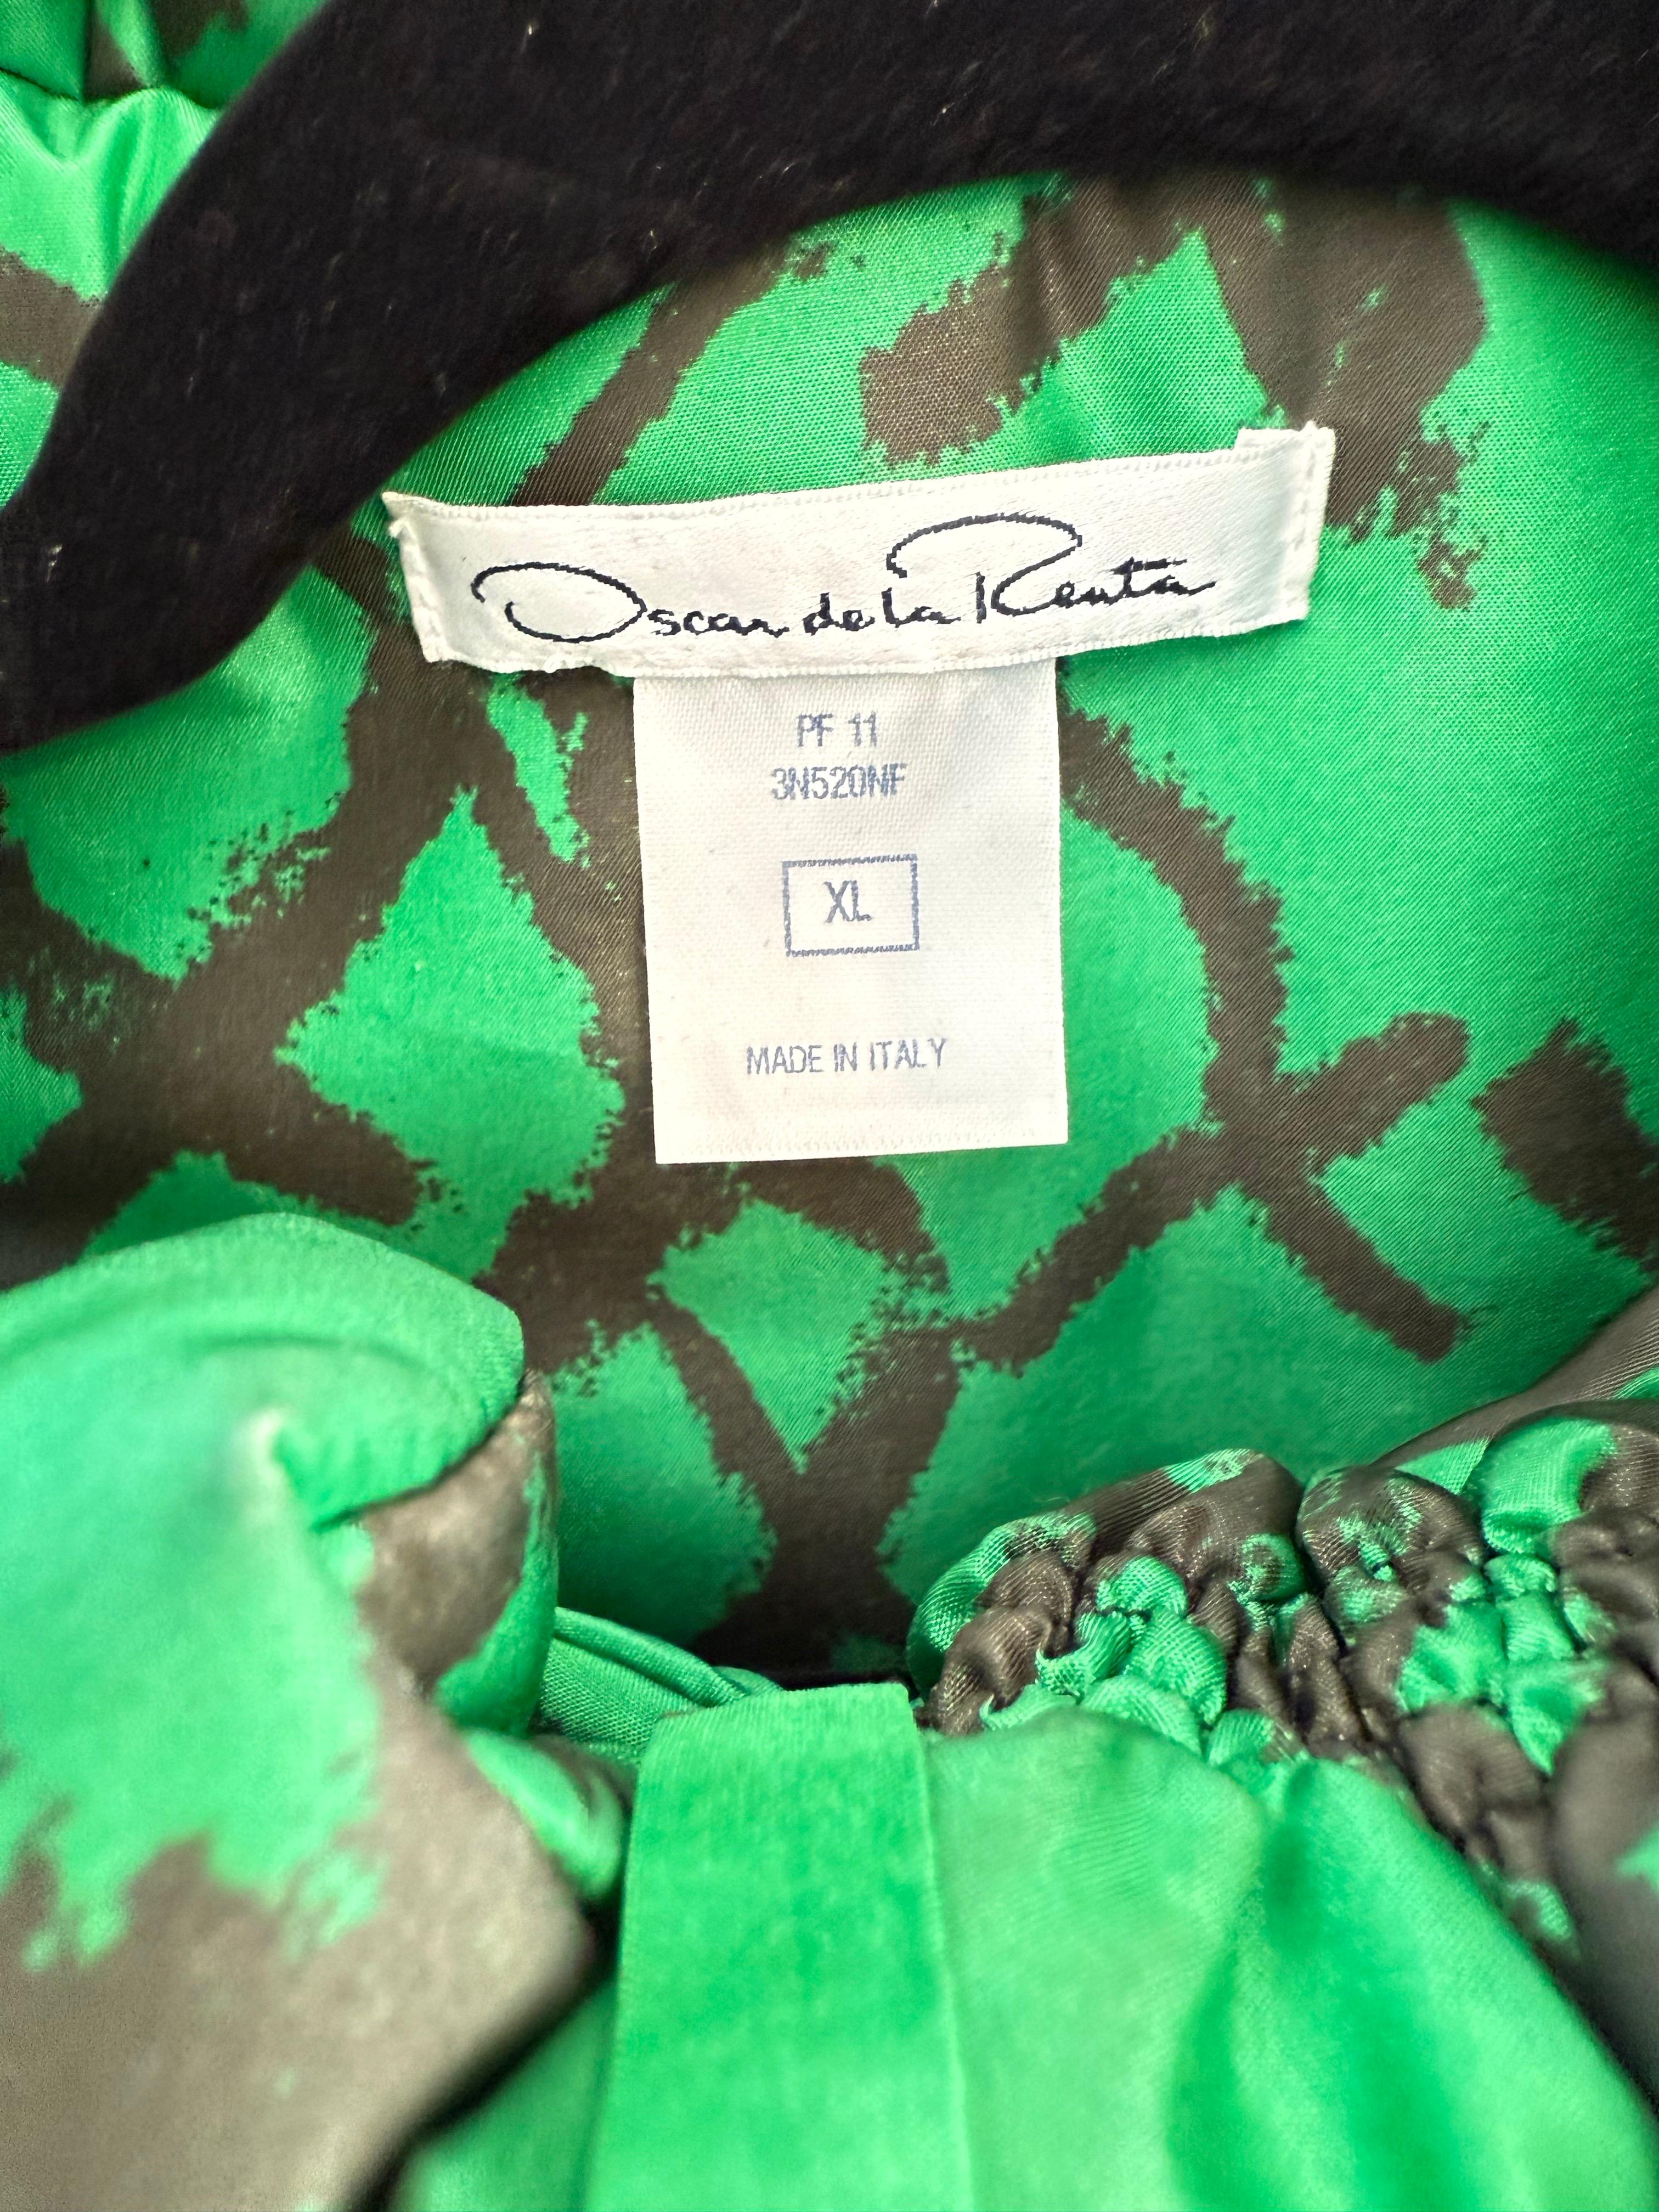 Oscar de la Renta
PF 11
3N520NF
XL
MADE IN ITALY